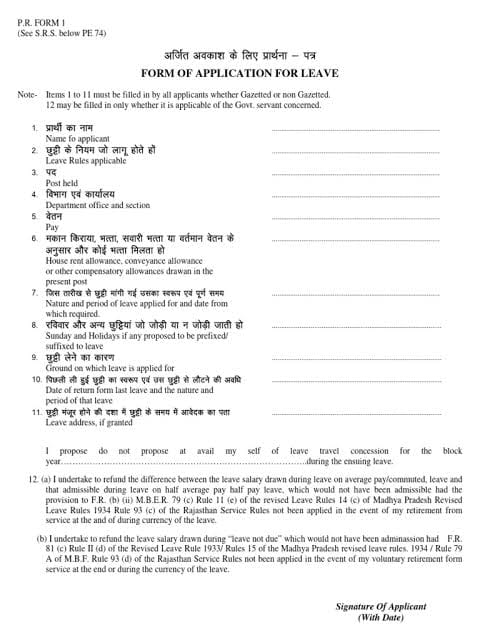 P.R. FORM 1
(See S.R.S. below PE 74)
अर्जित अवकाश के लिए प्रार्थना – पत्र
FORM OF APPLICATION FOR LEAVE
Note- Items 1 to 11 must be filled in by all applicants whether Gazetted or non Gazetted.
12 may be filled in only whether it is applicable of the Govt. servant concerned.
1. प्रार्थी का नाम ................................................................................
Name fo applicant
2. छुट्टी के नियम जो लागू होते हों ................................................................................
Leave Rules applicable
3. पद ................................................................................
Post held
4. विभाग एवं कार्यालय ................................................................................
Department office and section
5. वेतन ................................................................................
Pay
6. मकान किराया, भत्ता, सवारी भत्ता या वर्तमान वेतन के ................................................................................
अनुसार और कोई भत्ता मिलता हो
House rent allowance, conveyance allowance
or other compensatory allowances drawan in the
present post
7. जिस तारीख से छुट्टी मांगी गई उसका स्वरूप एवं पूर्ण समय ................................................................................
Nature and period of leave applied for and date from
which required.
8. रविवार और अन्य छुट्टियां जो जोड़ी या न जोड़ी जाती हो ................................................................................
Sunday and Holidays if any proposed to be prefixed/
suffixed to leave
9. छुट्टी लेने का कारण ................................................................................
Ground on which leave is applied for
10. पिछली ली हुई छुट्टी का स्वरूप एवं उस छुट्टी से लौटने की अवधि ................................................................................
Date of return form last leave and the nature and
period of that leave
11. छुट्टी मंजूर होने की दशा में छुट्टी के समय में आवेदक का पता ................................................................................
Leave address, if granted
I propose do not propose at avail my self of leave travel concession for the block
year……………………………………………………………………………….during the ensuing leave.
12. (a) I undertake to refund the difference between the leave salary drawn during leave on average pay/commuted, leave and
that admissible during leave on half average pay half pay leave, which would not have been admissible had the
provision to F.R. (b) (ii) M.B.E.R. 79 (c) Rule 11 (e) of the revised Leave Rules 14 (c) of Madhya Pradesh Revised
Leave Rules 1934 Rule 93 (c) of the Rajasthan Service Rules not been applied in the event of my retirement from
service at the and of during currency of the leave.
(b) I undertake to refund the leave salary drawn during “leave not due” which would not have been adminassion had F.R.
81 (c) Rule II (d) of the Revised Leave Rule 1933/ Rules 15 of the Madhya Pradesh revised leave rules. 1934 / Rule 79
A of M.B.F. Rule 93 (d) of the Rajasthan Service Rules not been applied in the event of my voluntary retirement form
service at the end or during the currency of the leave.
Signature Of Applicant
(With Date)